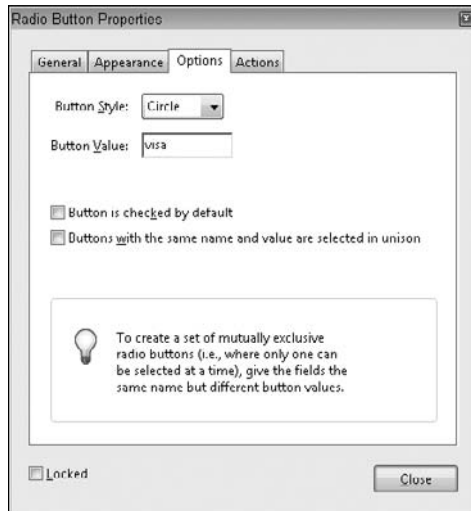 Radio Button Properties
General Appearance Options Actions
Button Style: Circle
Button Value: visa
Button is checked by default
Buttons with the same name and value are selected in unison
To create a set of mutually exclusive
radio buttons (i.e., where only one can
be selected at a time), give the fields the
same name but different button values.
Locked
Close